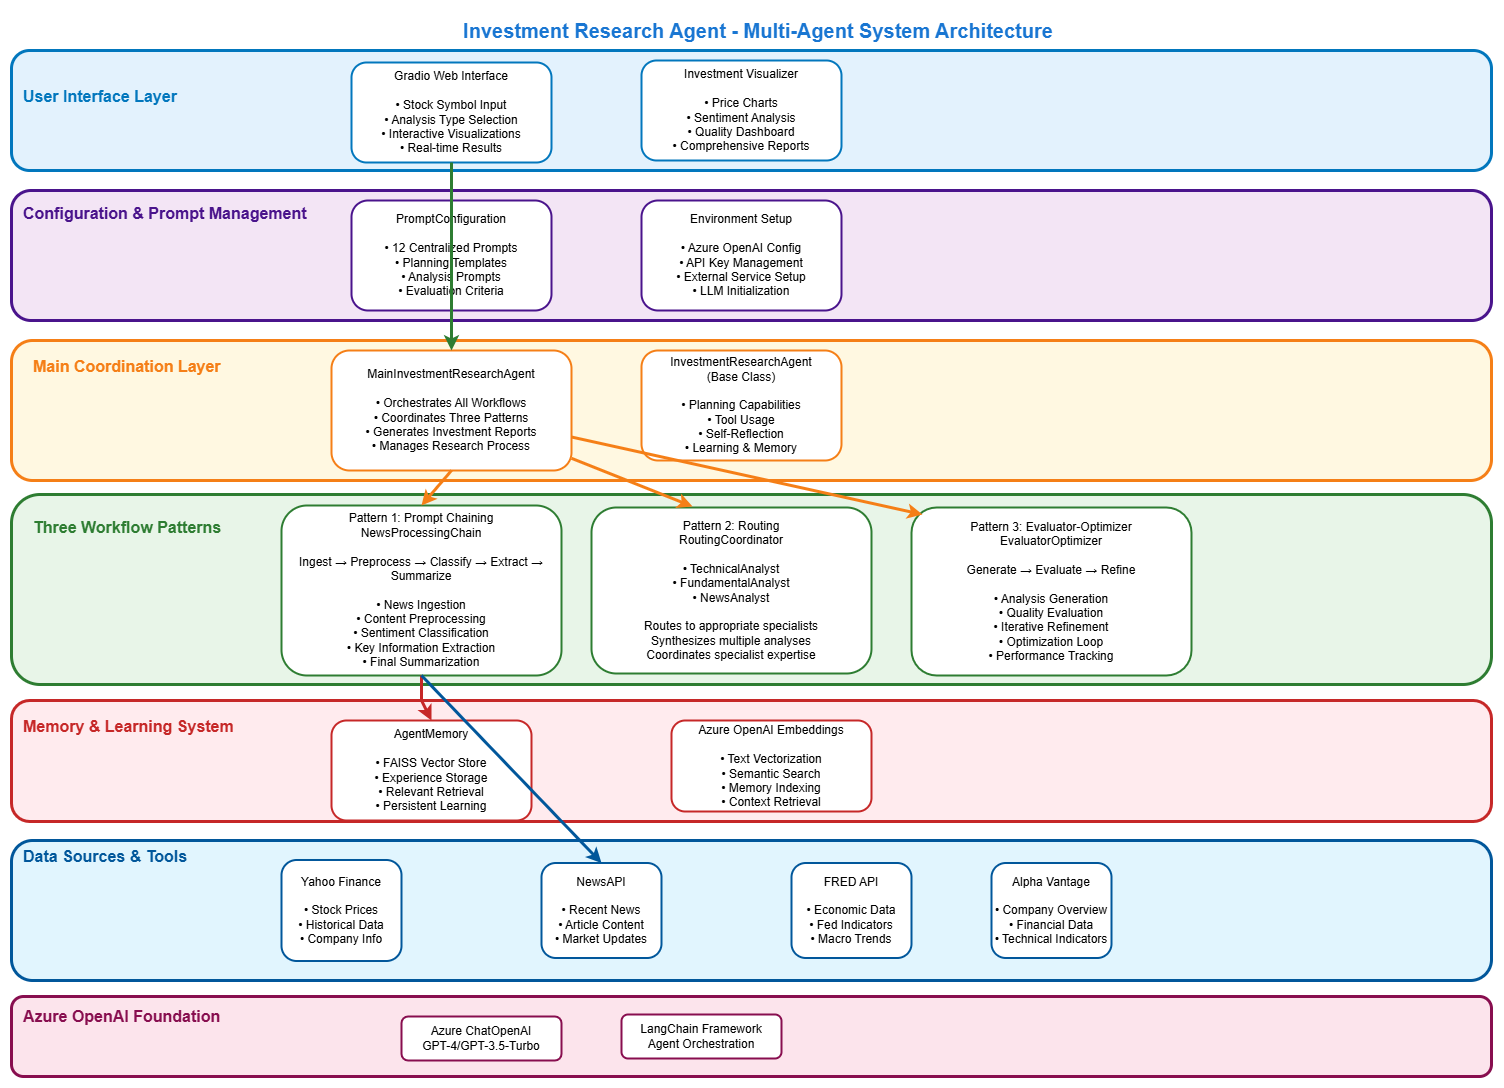 Investment Research Agent - Multi-Agent System Architecture
User Interface Layer
Gradio Web Interface
• Stock Symbol Input
• Analysis Type Selection
• Interactive Visualizations
• Real-time Results
Investment Visualizer
• Price Charts
• Sentiment Analysis
• Quality Dashboard
• Comprehensive Reports
Configuration & Prompt Management
PromptConfiguration
• 12 Centralized Prompts
• Planning Templates
• Analysis Prompts
• Evaluation Criteria
Environment Setup
• Azure OpenAI Config
• API Key Management
• External Service Setup
• LLM Initialization
Main Coordination Layer
MainInvestmentResearchAgent
• Orchestrates All Workflows
• Coordinates Three Patterns
• Generates Investment Reports
• Manages Research Process
InvestmentResearchAgent
(Base Class)
• Planning Capabilities
• Tool Usage
• Self-Reflection
• Learning & Memory
Three Workflow Patterns
Pattern 1: Prompt Chaining
NewsProcessingChain
Ingest → Preprocess → Classify → Extract →
Summarize
• News Ingestion
• Content Preprocessing
• Sentiment Classification
• Key Information Extraction
• Final Summarization
Pattern 2: Routing
RoutingCoordinator
• TechnicalAnalyst
• FundamentalAnalyst
• NewsAnalyst
Routes to appropriate specialists
Synthesizes multiple analyses
Coordinates specialist expertise
Pattern 3: Evaluator-Optimizer
EvaluatorOptimizer
Generate → Evaluate → Refine
• Analysis Generation
• Quality Evaluation
• Iterative Refinement
• Optimization Loop
• Performance Tracking
Memory & Learning System
AgentMemory
• FAISS Vector Store
• Experience Storage
• Relevant Retrieval
• Persistent Learning
Azure OpenAI Embeddings
• Text Vectorization
• Semantic Search
• Memory Indexing
• Context Retrieval
Data Sources & Tools
Yahoo Finance
• Stock Prices
• Historical Data
• Company Info
NewsAPI
• Recent News
• Article Content
• Market Updates
FRED API
• Economic Data
• Fed Indicators
• Macro Trends
Alpha Vantage
• Company Overview
• Financial Data
• Technical Indicators
Azure OpenAI Foundation
Azure ChatOpenAI
GPT-4/GPT-3.5-Turbo
LangChain Framework
Agent Orchestration